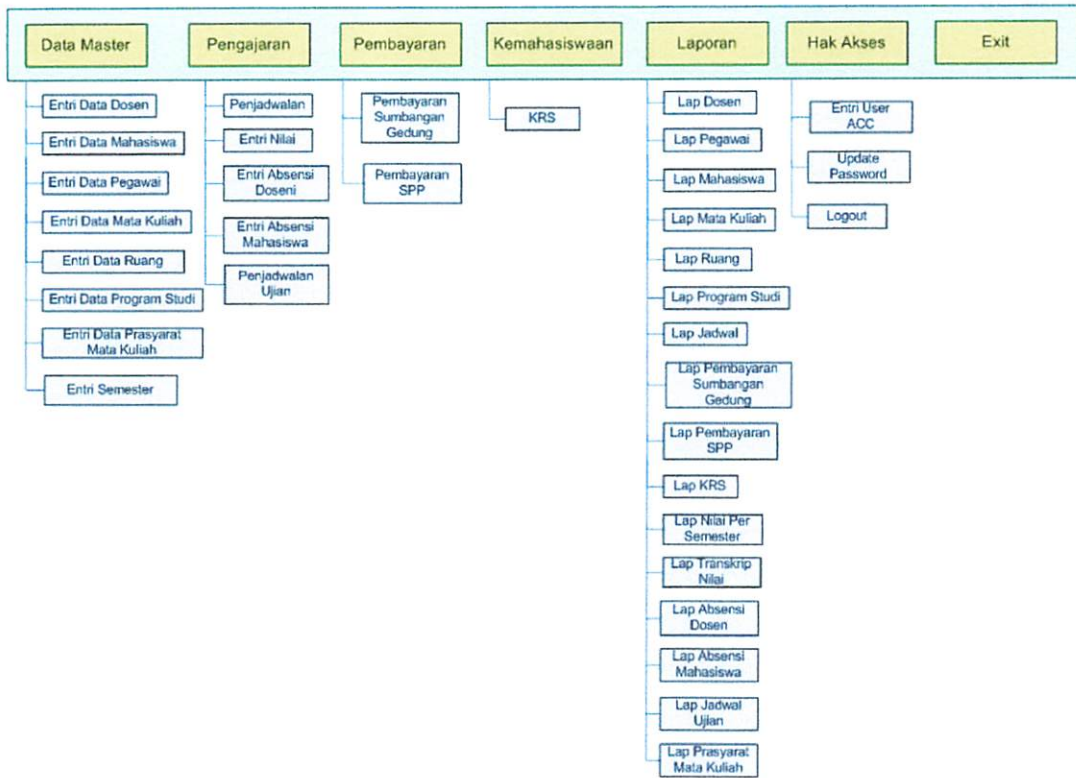 Data Master
Pengajaran
Pembayaran
Kemahasiswaan
Laporan
Hak Akses
Exit
Entri Data Dosen
Entri Data Mahasiswa
Entri Data Pegawai
Entri Data Mata Kuliah
Entri Data Ruang
Entri Data Program Studi
Entri Data Prasyarat
Mata Kuliah
Entri Semester
Penjadwalan
Entri Nilai
Entri Absensi
Doseni
Entri Absensi
Mahasiswa
Penjadwalan
Ujian
Pembayaran
Sumbangan
Gedung
Pembayaran
SPP
KRS
Lap Dosen
Lap Pegawai
Lap Mahasiswa
Lap Mata Kuliah
Lap Ruang
Lap Program Studi
Lap Jadwal
Lap Pembayaran
Sumbangan
Gedung
Lap Pembayaran
SPP
Lap KRS
Lap Nilai Per
Semester
Lap Transkrip
Nilai
Lap Absensi
Dosen
Lap Absensi
Mahasiswa
Lap Jadwal
Ujian
Lap Prasyarat
Mata Kuliah
Entri User
ACC
Update
Password
Logout